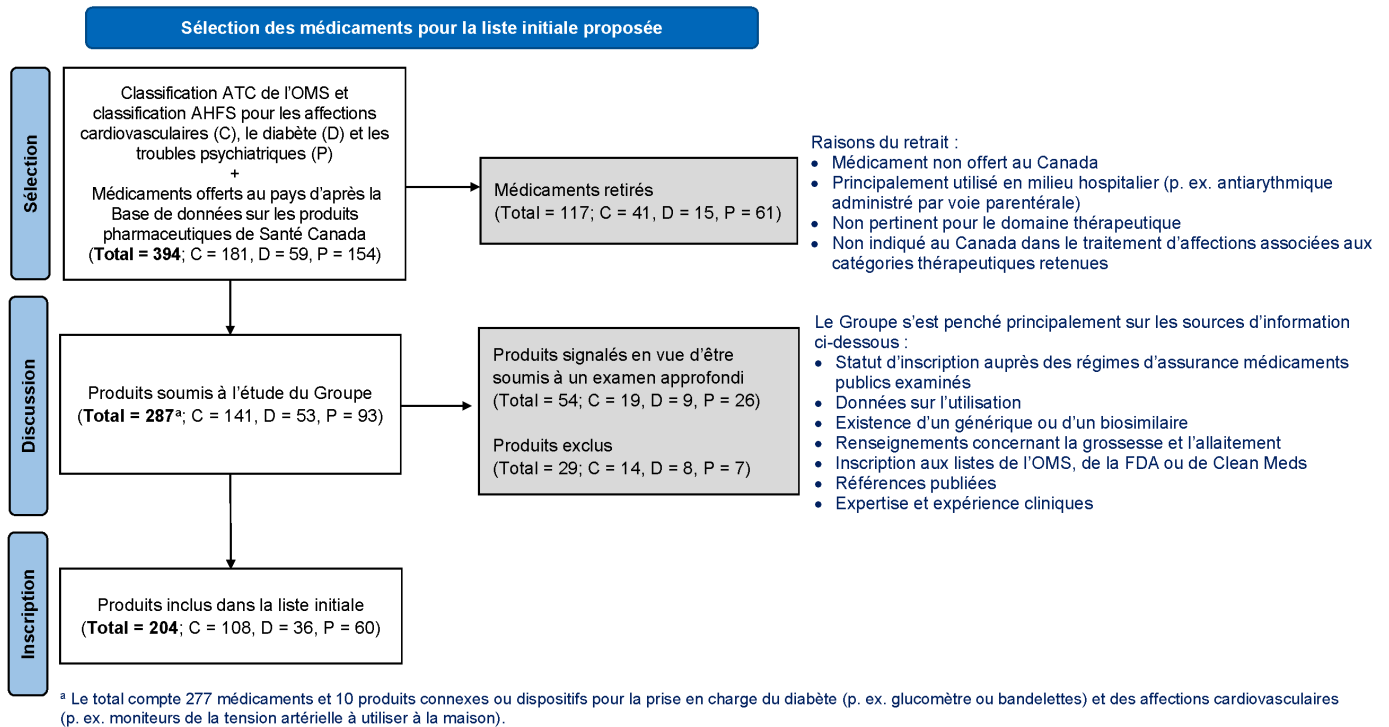 Sélection des médicaments pour la liste initiale proposée
Sélection
Classification ATC de l’OMS et
classification AHFS pour les affections
cardiovasculaires (C), le diabète (D) et les
troubles psychiatriques (P)
+
Médicaments offerts au pays d’après la
Base de données sur les produits
pharmaceutiques de Santé Canada
(Total = 394; C = 181, D = 59, P = 154)
Médicaments retirés
(Total = 117; C = 41, D = 15, P = 61)
Raisons du retrait :
• Médicament non offert au Canada
• Principalement utilisé en milieu hospitalier (p. ex. antiarythmique
administré par voie parentérale)
• Non pertinent pour le domaine thérapeutique
• Non indiqué au Canada dans le traitement d’affections associées aux
catégories thérapeutiques retenues
Discussion
Produits soumis à l’étude du Groupe
(Total = 287ᵃ; C = 141, D = 53, P = 93)
Produits signalés en vue d’être
soumis à un examen approfondi
(Total = 54; C = 19, D = 9, P = 26)
Produits exclus
(Total = 29; C = 14, D = 8, P = 7)
Le Groupe s’est penché principalement sur les sources d’information
ci-dessous :
• Statut d’inscription auprès des régimes d’assurance médicaments
publics examinés
• Données sur l’utilisation
• Existence d’un générique ou d’un biosimilaire
• Renseignements concernant la grossesse et l’allaitement
• Inscription aux listes de l’OMS, de la FDA ou de Clean Meds
• Références publiées
• Expertise et expérience cliniques
Inscription
Produits inclus dans la liste initiale
(Total = 204; C = 108, D = 36, P = 60)
ᵃ Le total compte 277 médicaments et 10 produits connexes ou dispositifs pour la prise en charge du diabète (p. ex. glucomètre ou bandelettes) et des affections cardiovasculaires
(p. ex. moniteurs de la tension artérielle à utiliser à la maison).